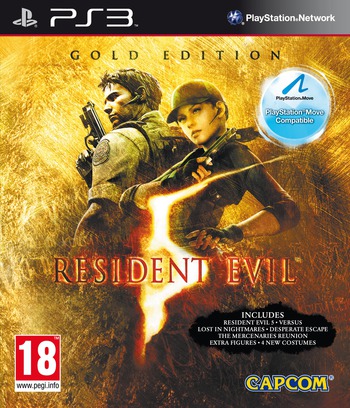 PS3
PlayStation®Network
GOLD EDITION
PlayStation®Move
PlayStation®Move
Compatible
5
RESIDENT EVIL
INCLUDES
RESIDENT EVIL 5 • VERSUS
LOST IN NIGHTMARES • DESPERATE ESCAPE
THE MERCENARIES REUNION
EXTRA FIGURES • 4 NEW COSTUMES
18
www.pegi.info
CAPCOM